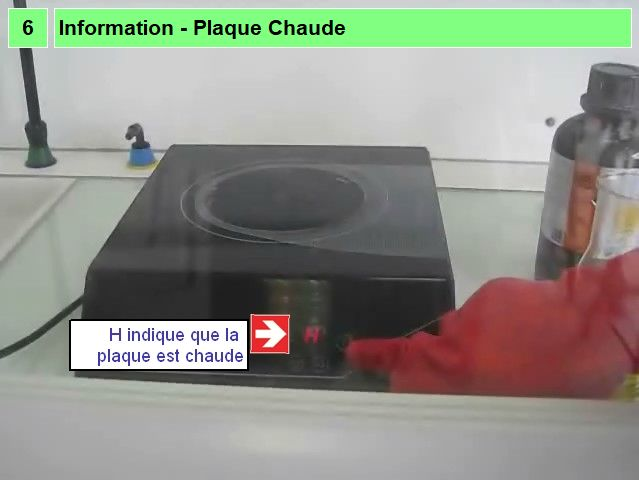 6 Information - Plaque Chaude
H indique que la
plaque est chaude
H